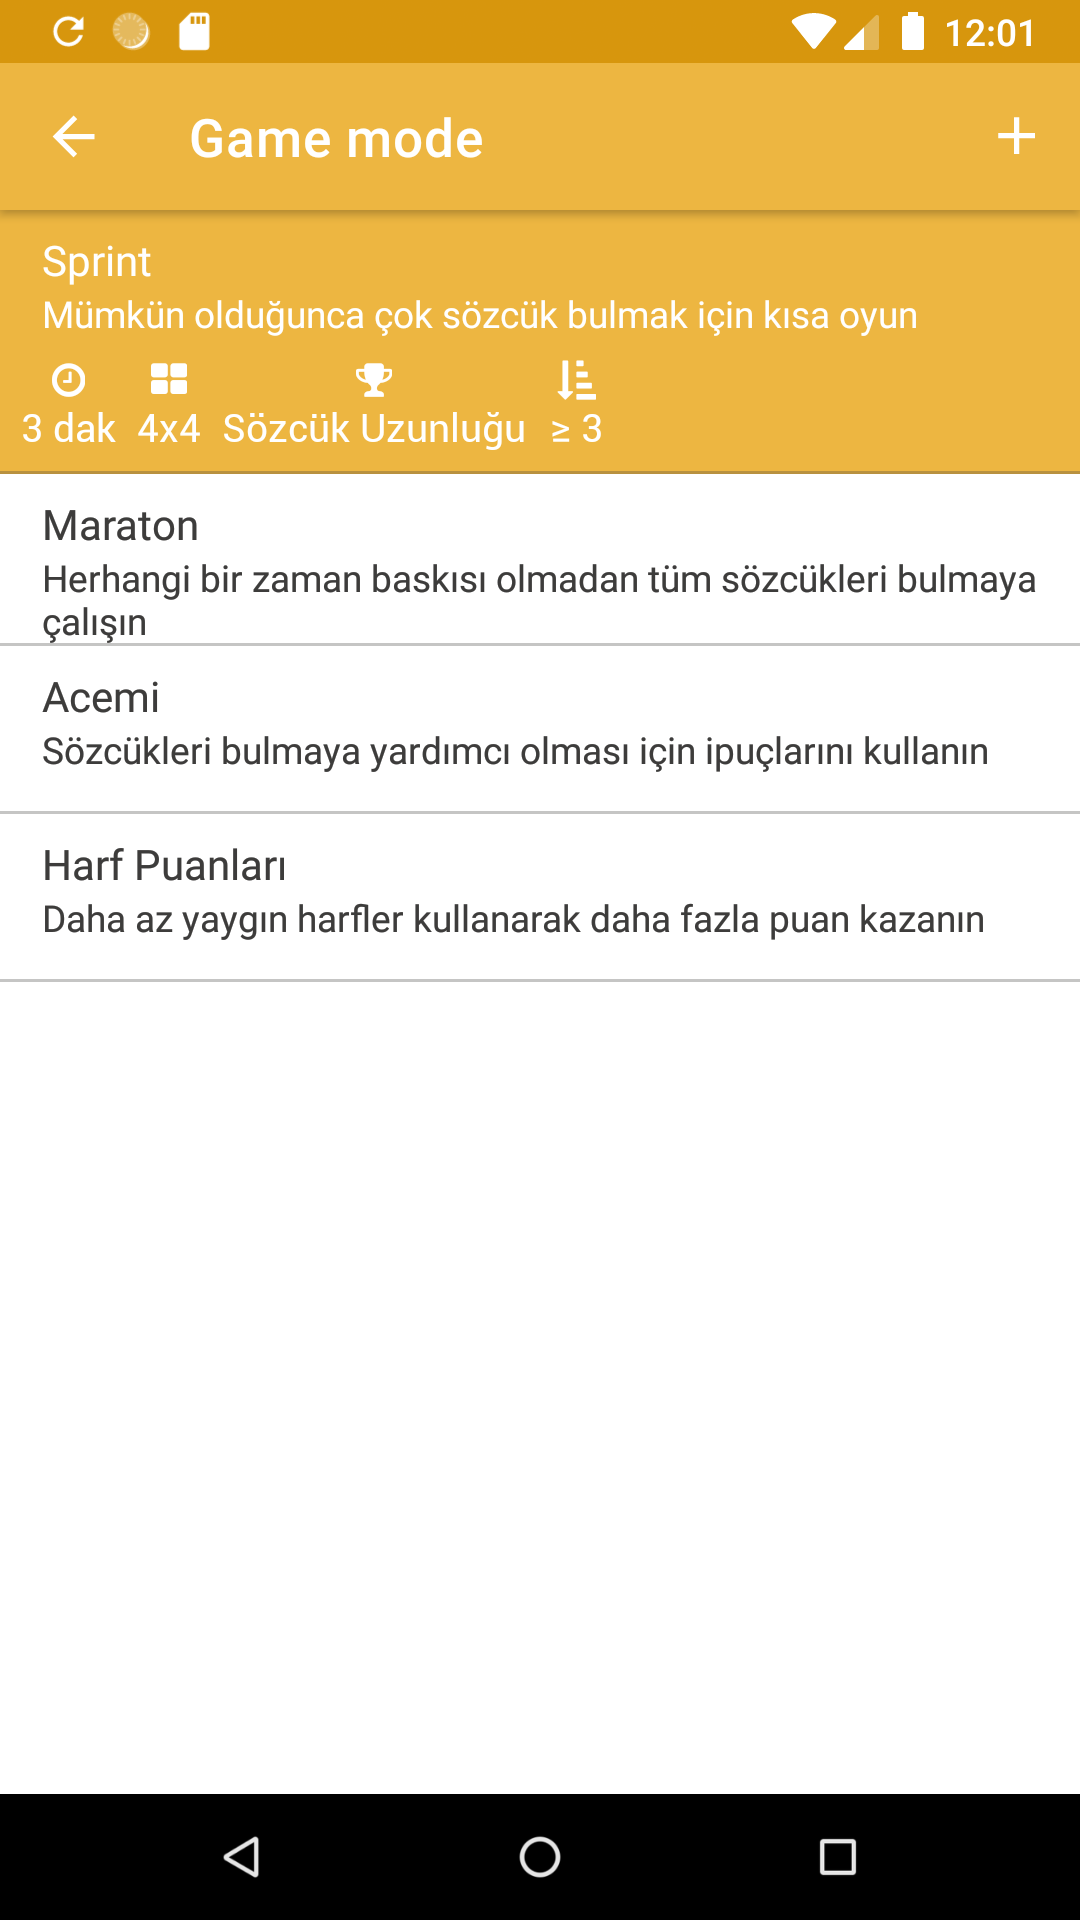 12:01
Game mode
Sprint
Mümkün olduğunca çok sözcük bulmak için kısa oyun
3 dak 4x4 Sözcük Uzunluğu ≥ 3
Maraton
Herhangi bir zaman baskısı olmadan tüm sözcükleri bulmaya
çalışın
Acemi
Sözcükleri bulmaya yardımcı olması için ipuçlarını kullanın
Harf Puanları
Daha az yaygın harfler kullanarak daha fazla puan kazanın